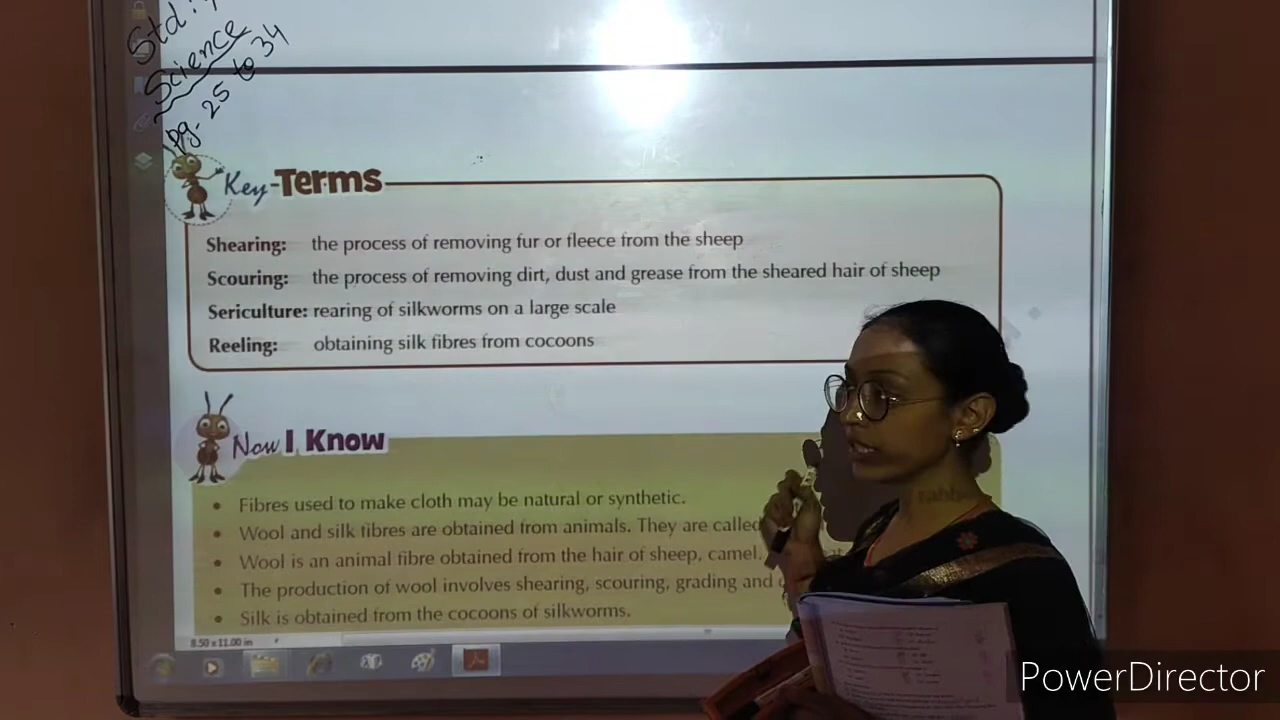 Std :
Science
pg. 25 to 34
Key-Terms
Shearing: the process of removing fur or fleece from the sheep
Scouring: the process of removing dirt, dust and grease from the sheared hair of sheep
Sericulture: rearing of silkworms on a large scale
Reeling: obtaining silk fibres from cocoons
Now I Know
• Fibres used to make cloth may be natural or synthetic.
• Wool and silk fibres are obtained from animals. They are called
• Wool is an animal fibre obtained from the hair of sheep, camel,
• The production of wool involves shearing, scouring, grading and
• Silk is obtained from the cocoons of silkworms.
8.50 x 11.00 in
PowerDirector